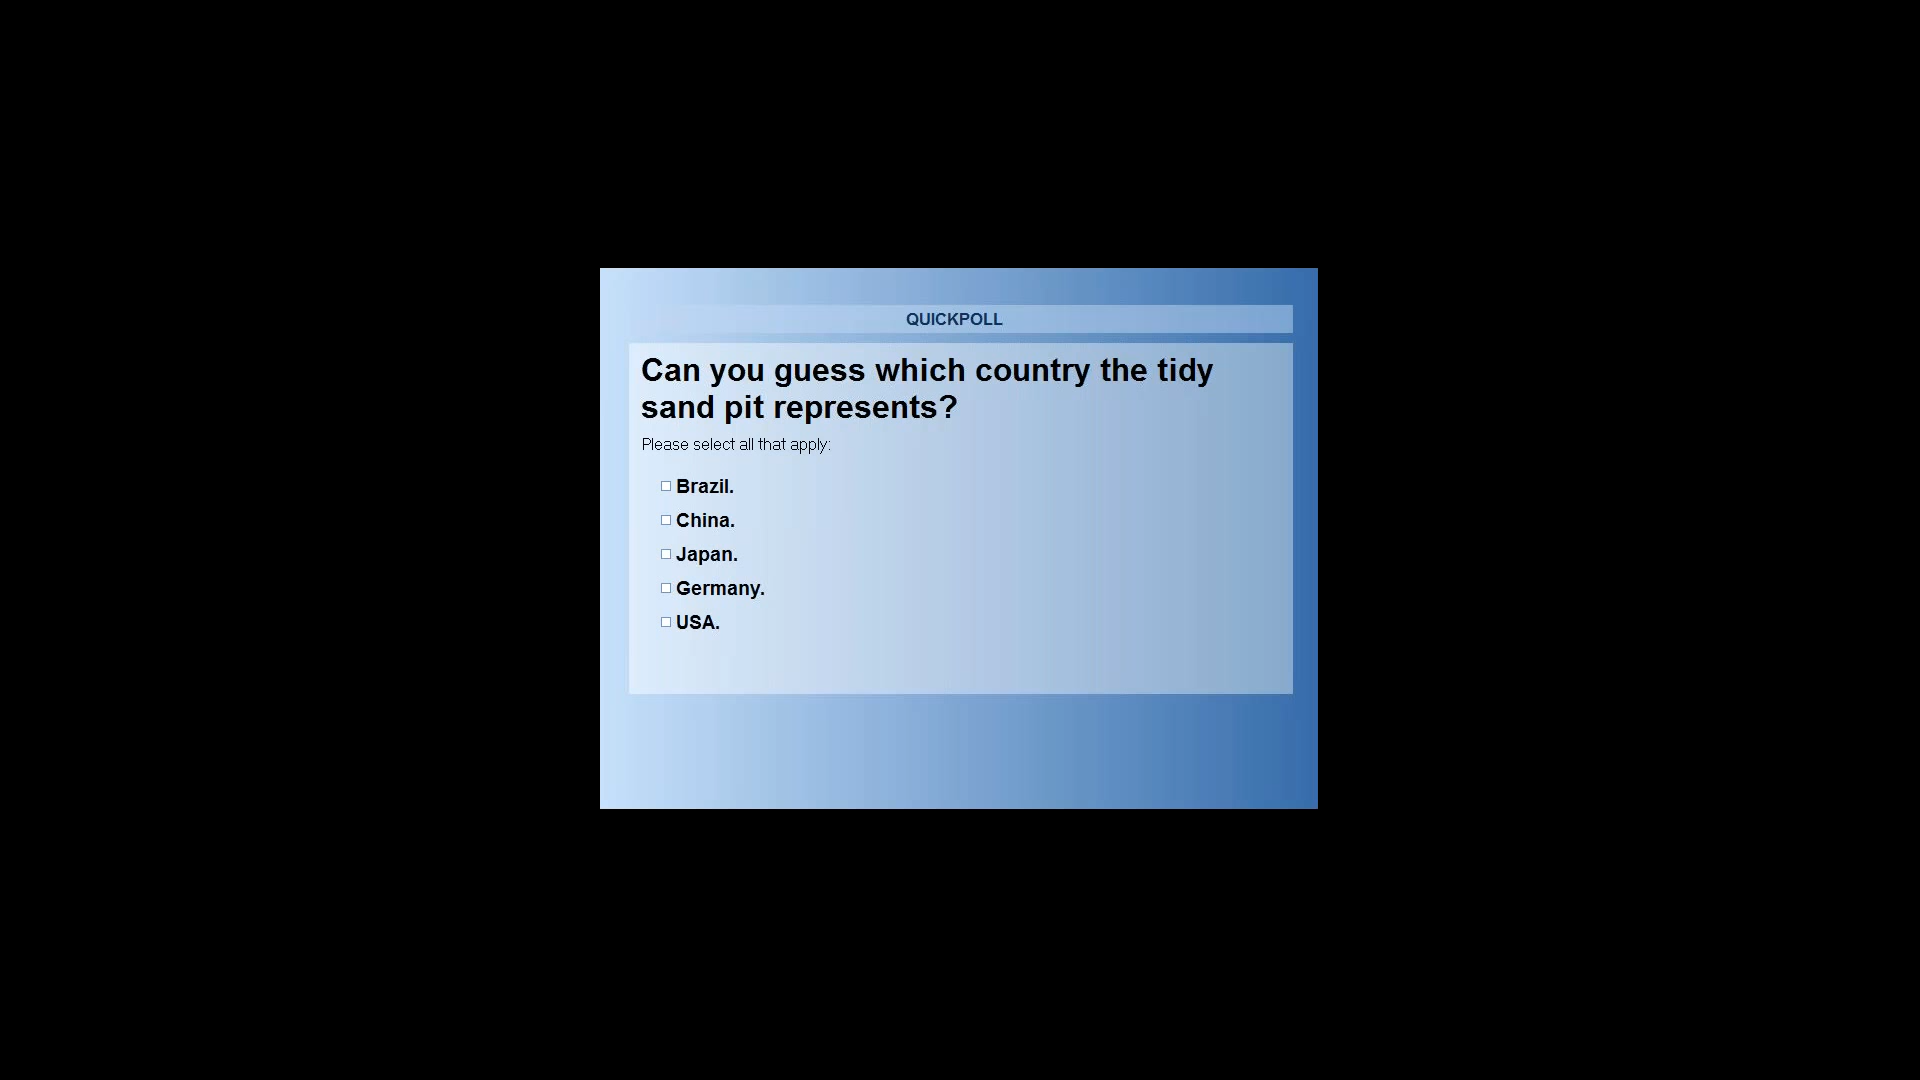 QUICKPOLL
Can you guess which country the tidy
sand pit represents?
Please select all that apply:
Brazil.
China.
Japan.
Germany.
USA.